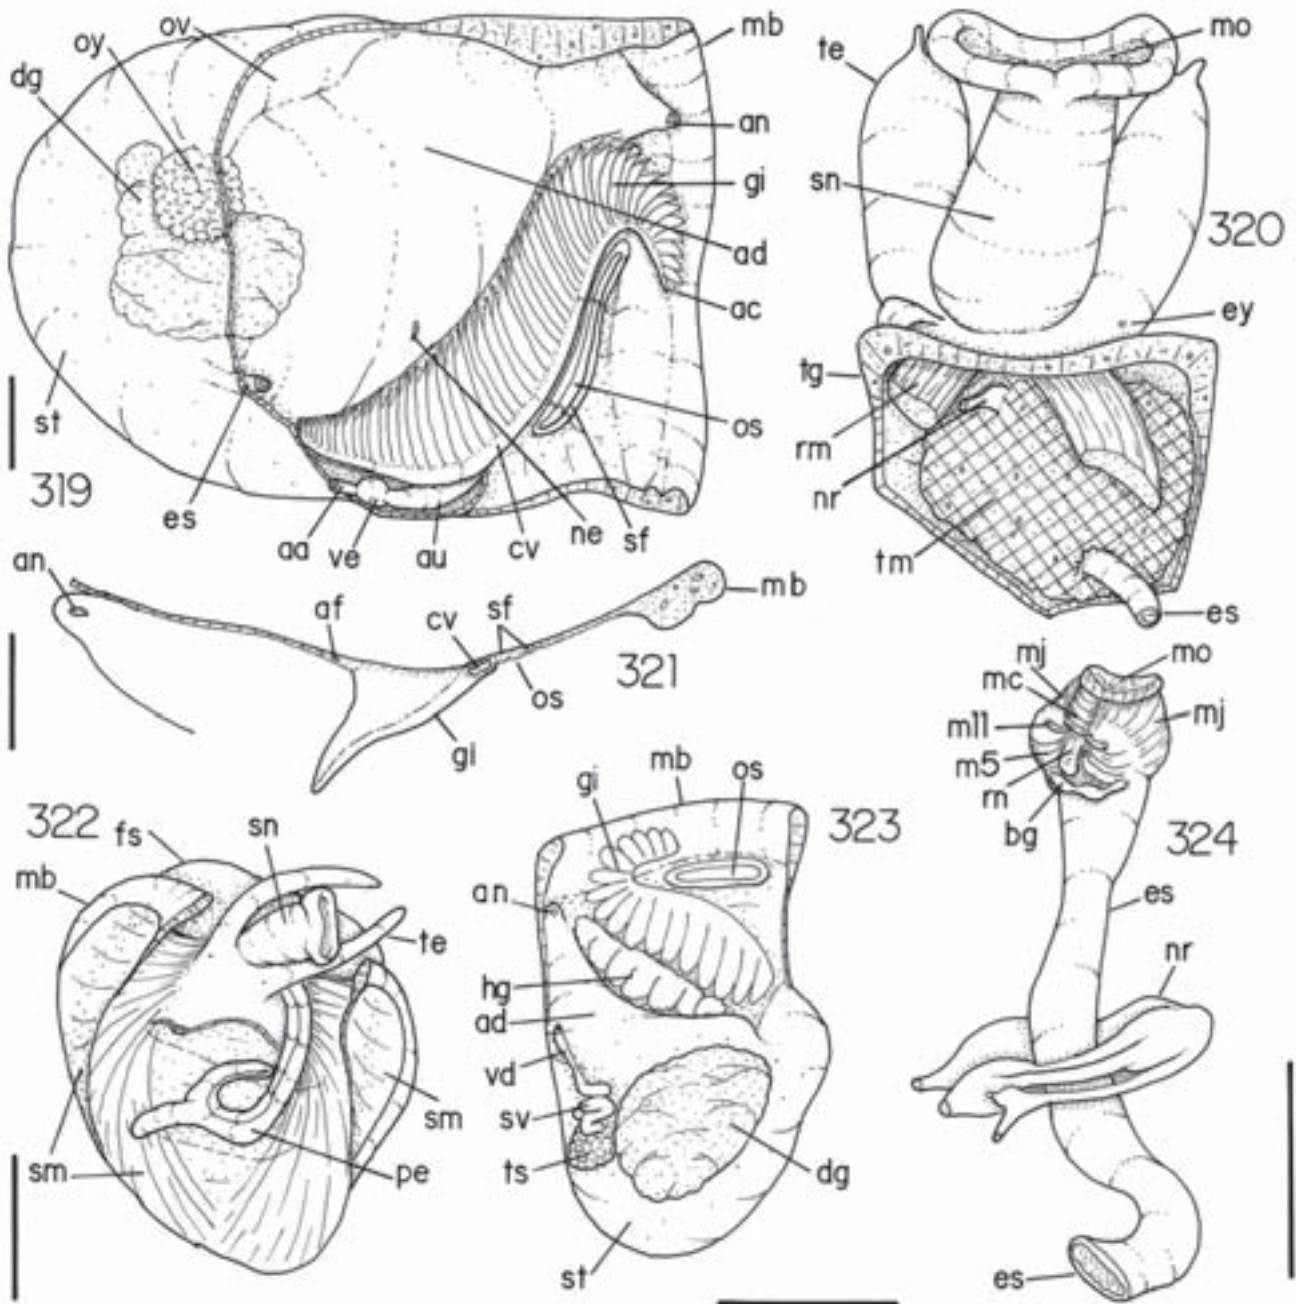 oy
ov
dg
mb
an
gi
ad
ac
os
st
319
es
aa
ve
au
cv
ne
sf
te
mo
sn
320
ey
tg
rm
nr
tm
es
an
af
cv
sf
mb
os
gi
321
322
fs
sn
mb
te
sm
sm
pe
gi
mb
os
323
an
hg
ad
vd
sv
ts
dg
st
mj
mo
mc
mj
m11
m5
rn
bg
324
es
nr
es